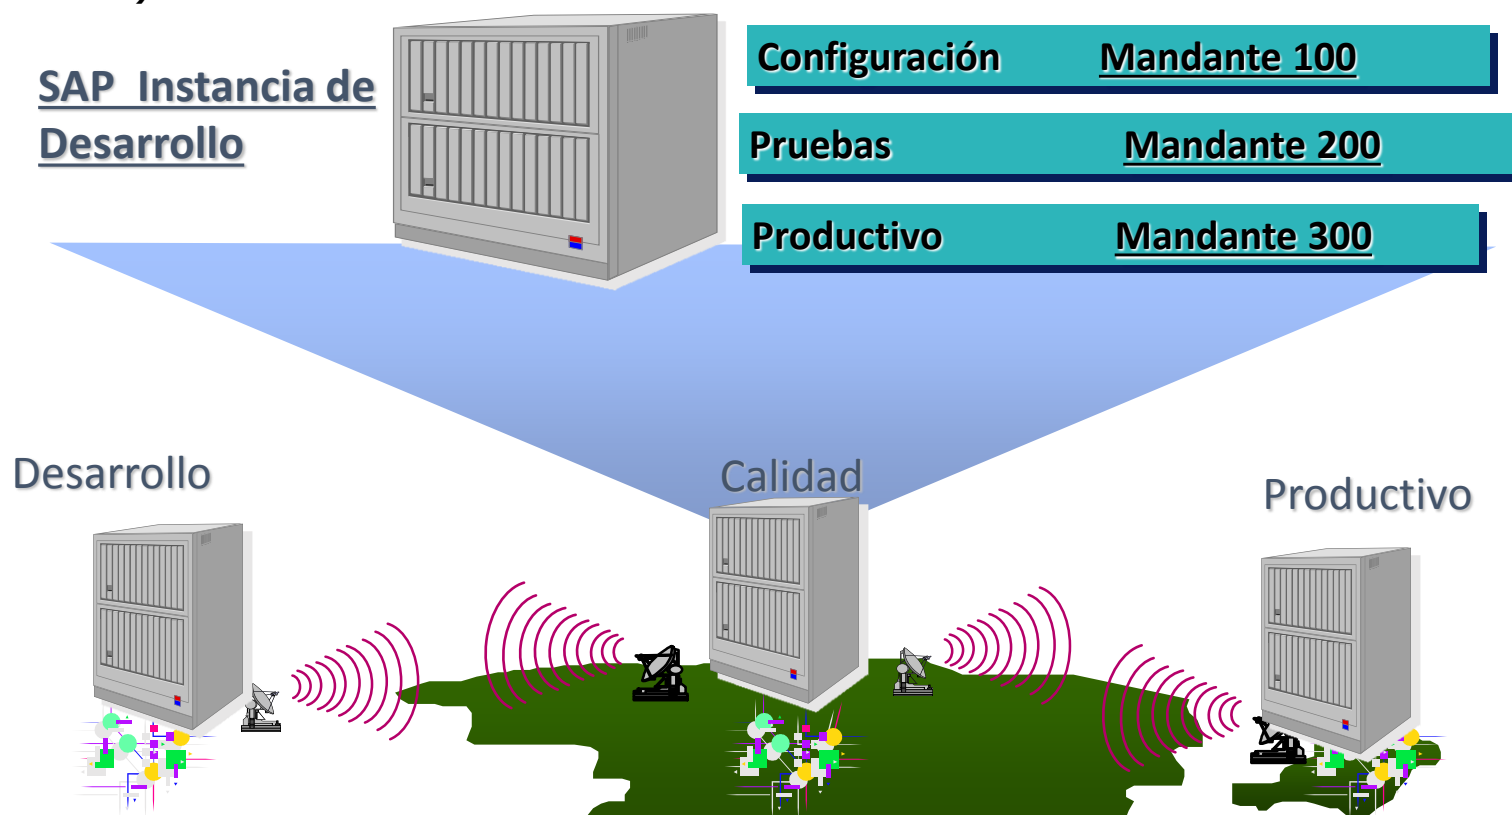 SAP Instancia de
Desarrollo
Configuración Mandante 100
Pruebas Mandante 200
Productivo Mandante 300
Desarrollo
Calidad
Productivo